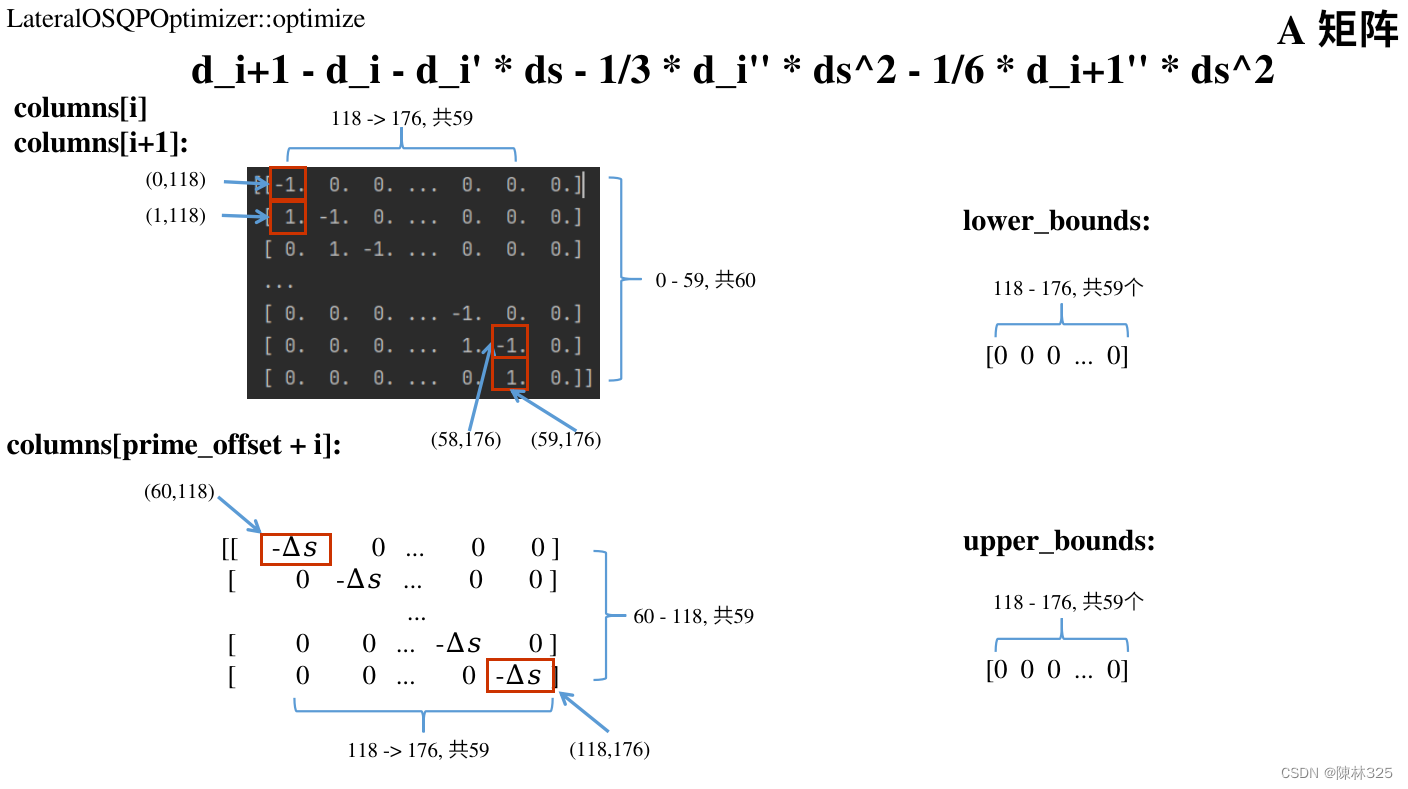 LateralOSQPOptimizer::optimize
A 矩阵
d_i+1 - d_i - d_i' * ds - 1/3 * d_i'' * ds^2 - 1/6 * d_i+1'' * ds^2
columns[i]
columns[i+1]:
118 -> 176, 共59
(0,118)
(1,118)
[[-1. 0. 0. ... 0. 0. 0.]
[ 1. -1. 0. ... 0. 0. 0.]
[ 0. 1. -1. ... 0. 0. 0.]
...
[ 0. 0. 0. ... -1. 0. 0.]
[ 0. 0. 0. ... 1. -1. 0.]
[ 0. 0. 0. ... 0. 1. 0.]]
0 - 59, 共60
(58,176)
(59,176)
lower_bounds:
118 - 176, 共59个
[0 0 0 ... 0]
columns[prime_offset + i]:
(60,118)
[[ -Δs 0 ... 0 0 ]
[ 0 -Δs ... 0 0 ]
...
[ 0 0 ... -Δs 0 ]
[ 0 0 ... 0 -Δs ]
60 - 118, 共59
118 -> 176, 共59
(118,176)
upper_bounds:
118 - 176, 共59个
[0 0 0 ... 0]
CSDN @陳林325